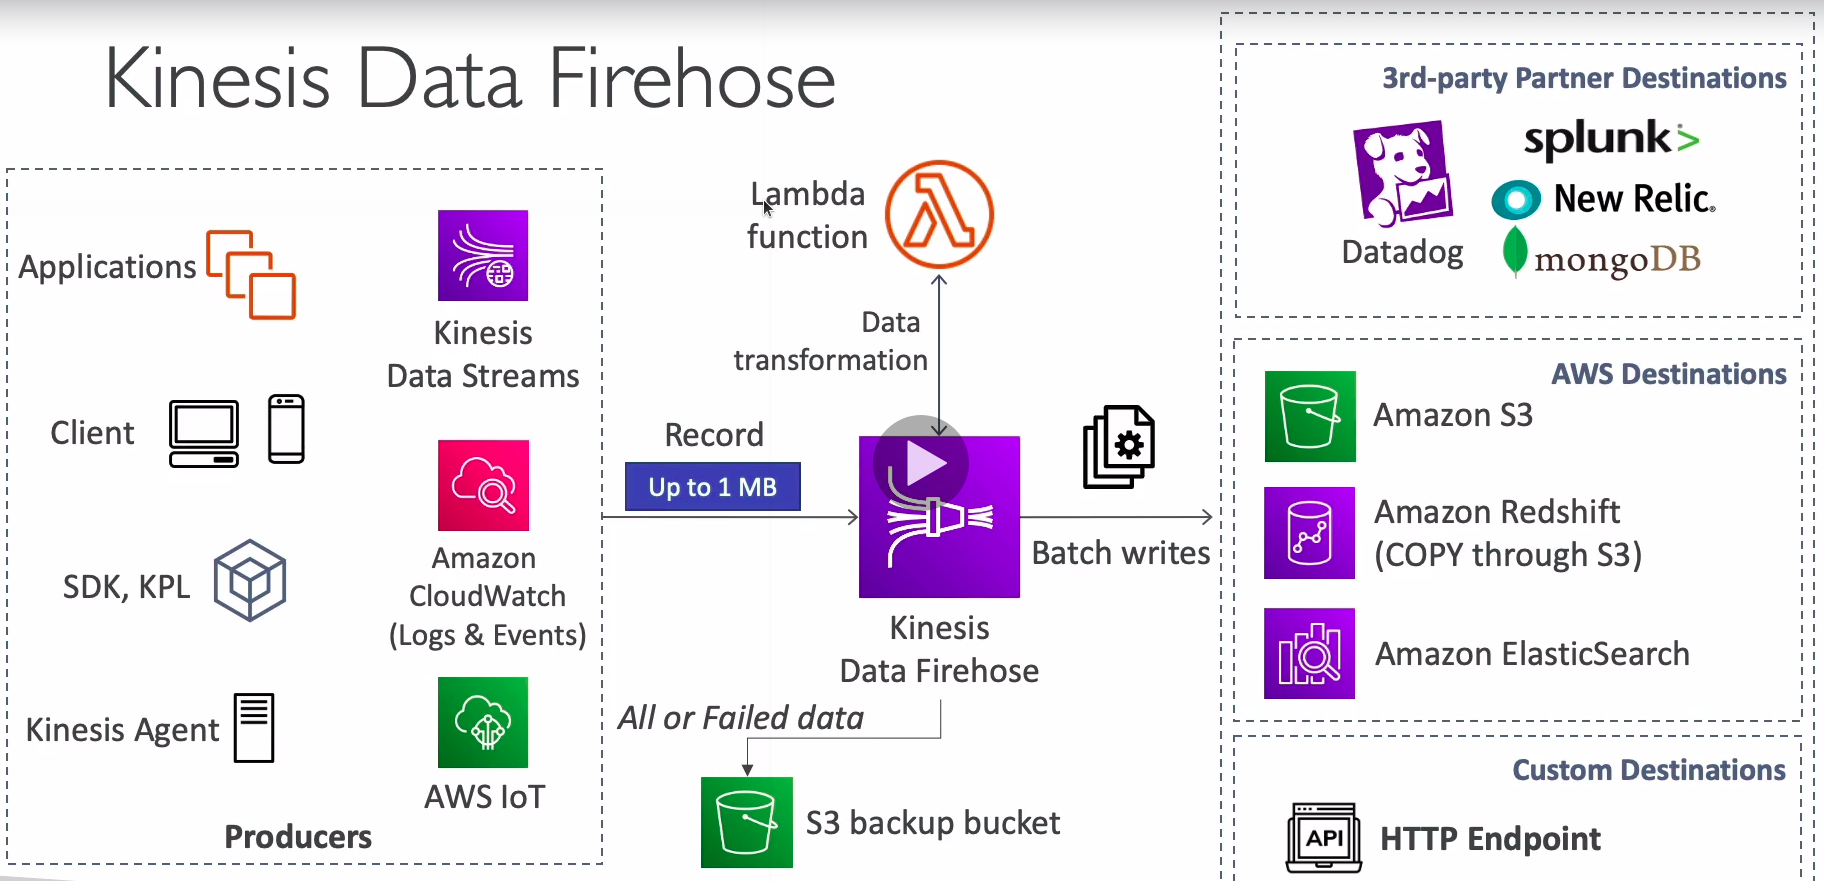 Kinesis Data Firehose
Applications
Kinesis
Data Streams
Client
Amazon
CloudWatch
(Logs & Events)
SDK, KPL
Kinesis Agent
AWS IoT
Producers
Record
Up to 1 MB
Lambda
function
Data
transformation
Kinesis
Data Firehose
Batch writes
All or Failed data
S3 backup bucket
3rd-party Partner Destinations
Datadog
splunk>
New Relic®
mongoDB
AWS Destinations
Amazon S3
Amazon Redshift
(COPY through S3)
Amazon ElasticSearch
Custom Destinations
API
HTTP Endpoint